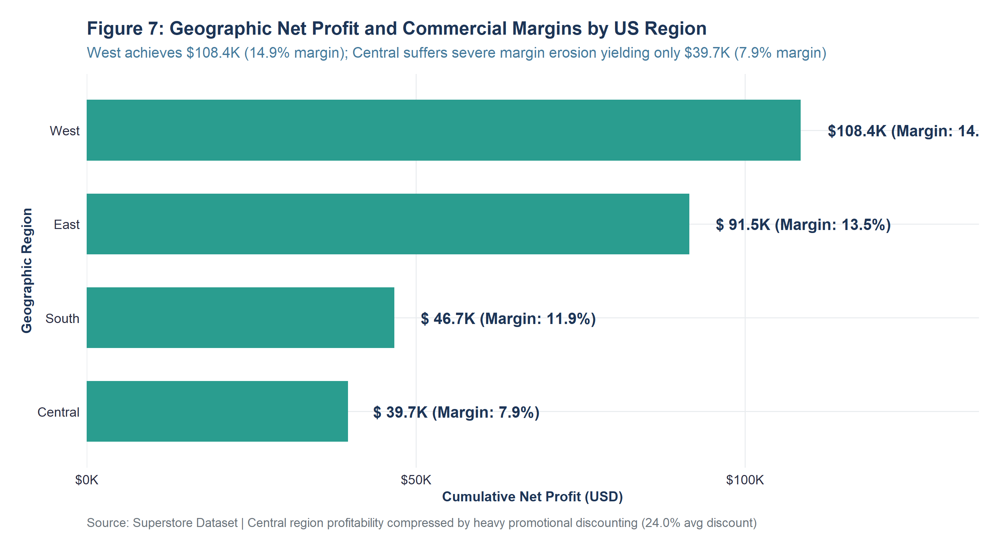 Figure 7: Geographic Net Profit and Commercial Margins by US Region
West achieves $108.4K (14.9% margin); Central suffers severe margin erosion yielding only $39.7K (7.9% margin)
Geographic Region
West
$108.4K (Margin: 14.
East
$ 91.5K (Margin: 13.5%)
South
$ 46.7K (Margin: 11.9%)
Central
$ 39.7K (Margin: 7.9%)
$0K
$50K
$100K
Cumulative Net Profit (USD)
Source: Superstore Dataset | Central region profitability compressed by heavy promotional discounting (24.0% avg discount)